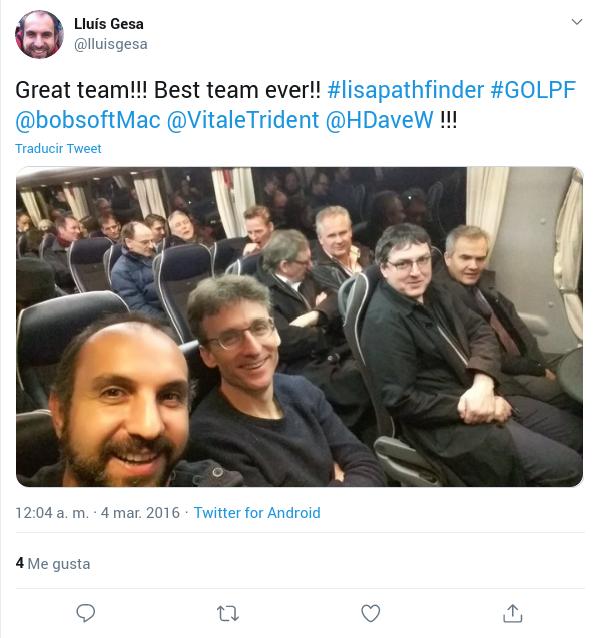 Lluís Gesa
@lluisgesa
Great team!!! Best team ever!! #lisapathfinder #GOLPF
@bobsoftMac @VitaleTrident @HDaveW !!!
Traducir Tweet
12:04 a. m. · 4 mar. 2016 · Twitter for Android
4 Me gusta